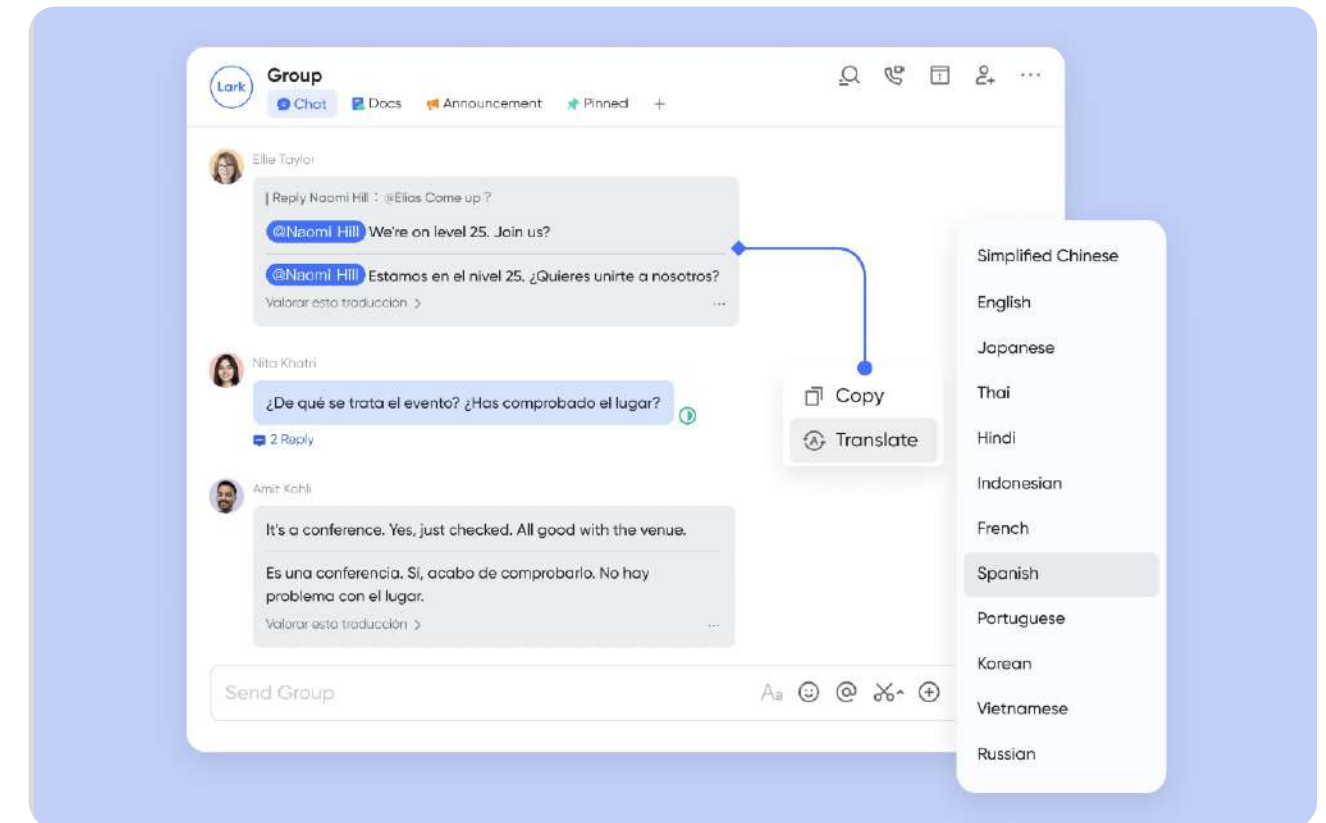 Lark
Group
Chat Docs Announcement Pinned +
Ellie Taylor
| Reply Naomi Hill : @Elias Come up ?
@Naomi Hill We're on level 25. Join us?
@Naomi Hill Estamos en el nivel 25. ¿Quieres unirte a nosotros?
Valorar esta traducción >
...
Nita Khatri
¿De qué se trata el evento? ¿Has comprobado el lugar?
2 Reply
Amit Kohli
It's a conference. Yes, just checked. All good with the venue.
Es una conferencia. Sí, acabo de comprobarlo. No hay
problema con el lugar.
Valorar esta traducción >
...
Send Group
Aa
Copy
Translate
Simplified Chinese
English
Japanese
Thai
Hindi
Indonesian
French
Spanish
Portuguese
Korean
Vietnamese
Russian